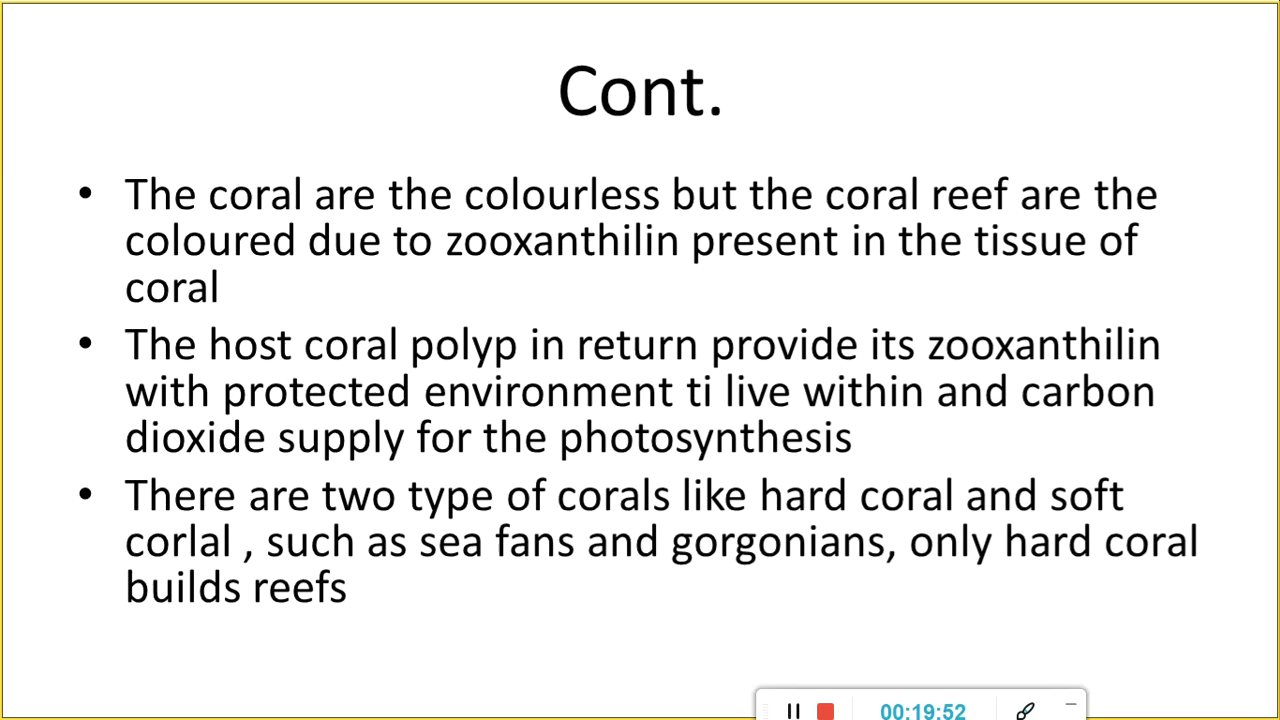 Cont.
• The coral are the colourless but the coral reef are the
coloured due to zooxanthilin present in the tissue of
coral
• The host coral polyp in return provide its zooxanthilin
with protected environment ti live within and carbon
dioxide supply for the photosynthesis
• There are two type of corals like hard coral and soft
corlal , such as sea fans and gorgonians, only hard coral
builds reefs
00:19:52